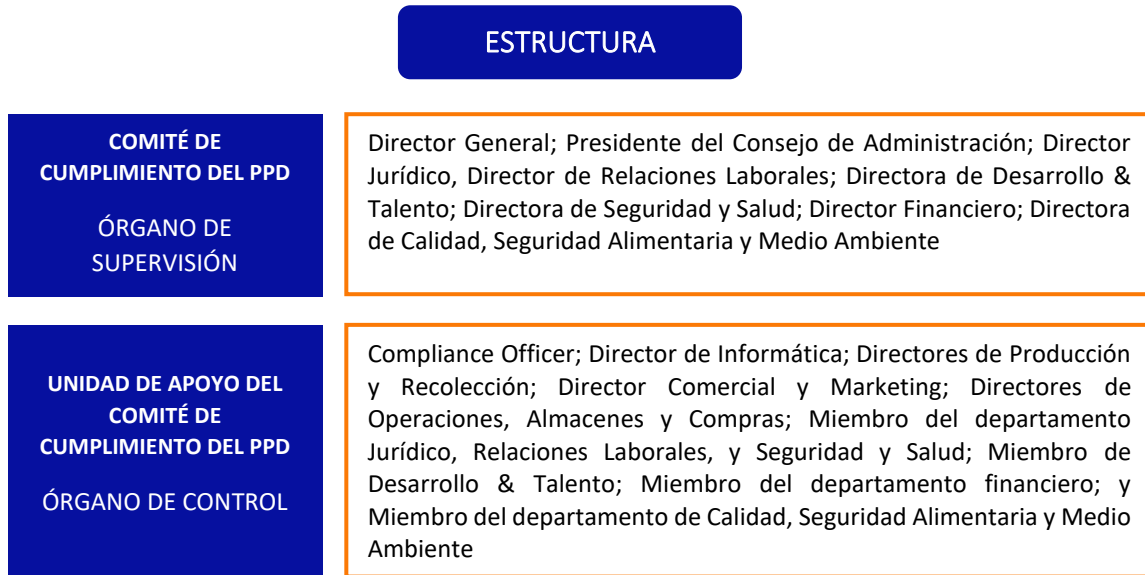 ESTRUCTURA
COMITÉ DE
CUMPLIMIENTO DEL PPD
ÓRGANO DE
SUPERVISIÓN
Director General; Presidente del Consejo de Administración; Director
Jurídico, Director de Relaciones Laborales; Directora de Desarrollo &
Talento; Directora de Seguridad y Salud; Director Financiero; Directora
de Calidad, Seguridad Alimentaria y Medio Ambiente
UNIDAD DE APOYO DEL
COMITÉ DE
CUMPLIMIENTO DEL PPD
ÓRGANO DE CONTROL
Compliance Officer; Director de Informática; Directores de Producción
y Recolección; Director Comercial y Marketing; Directores de
Operaciones, Almacenes y Compras; Miembro del departamento
Jurídico, Relaciones Laborales, y Seguridad y Salud; Miembro de
Desarrollo & Talento; Miembro del departamento financiero; y
Miembro del departamento de Calidad, Seguridad Alimentaria y Medio
Ambiente